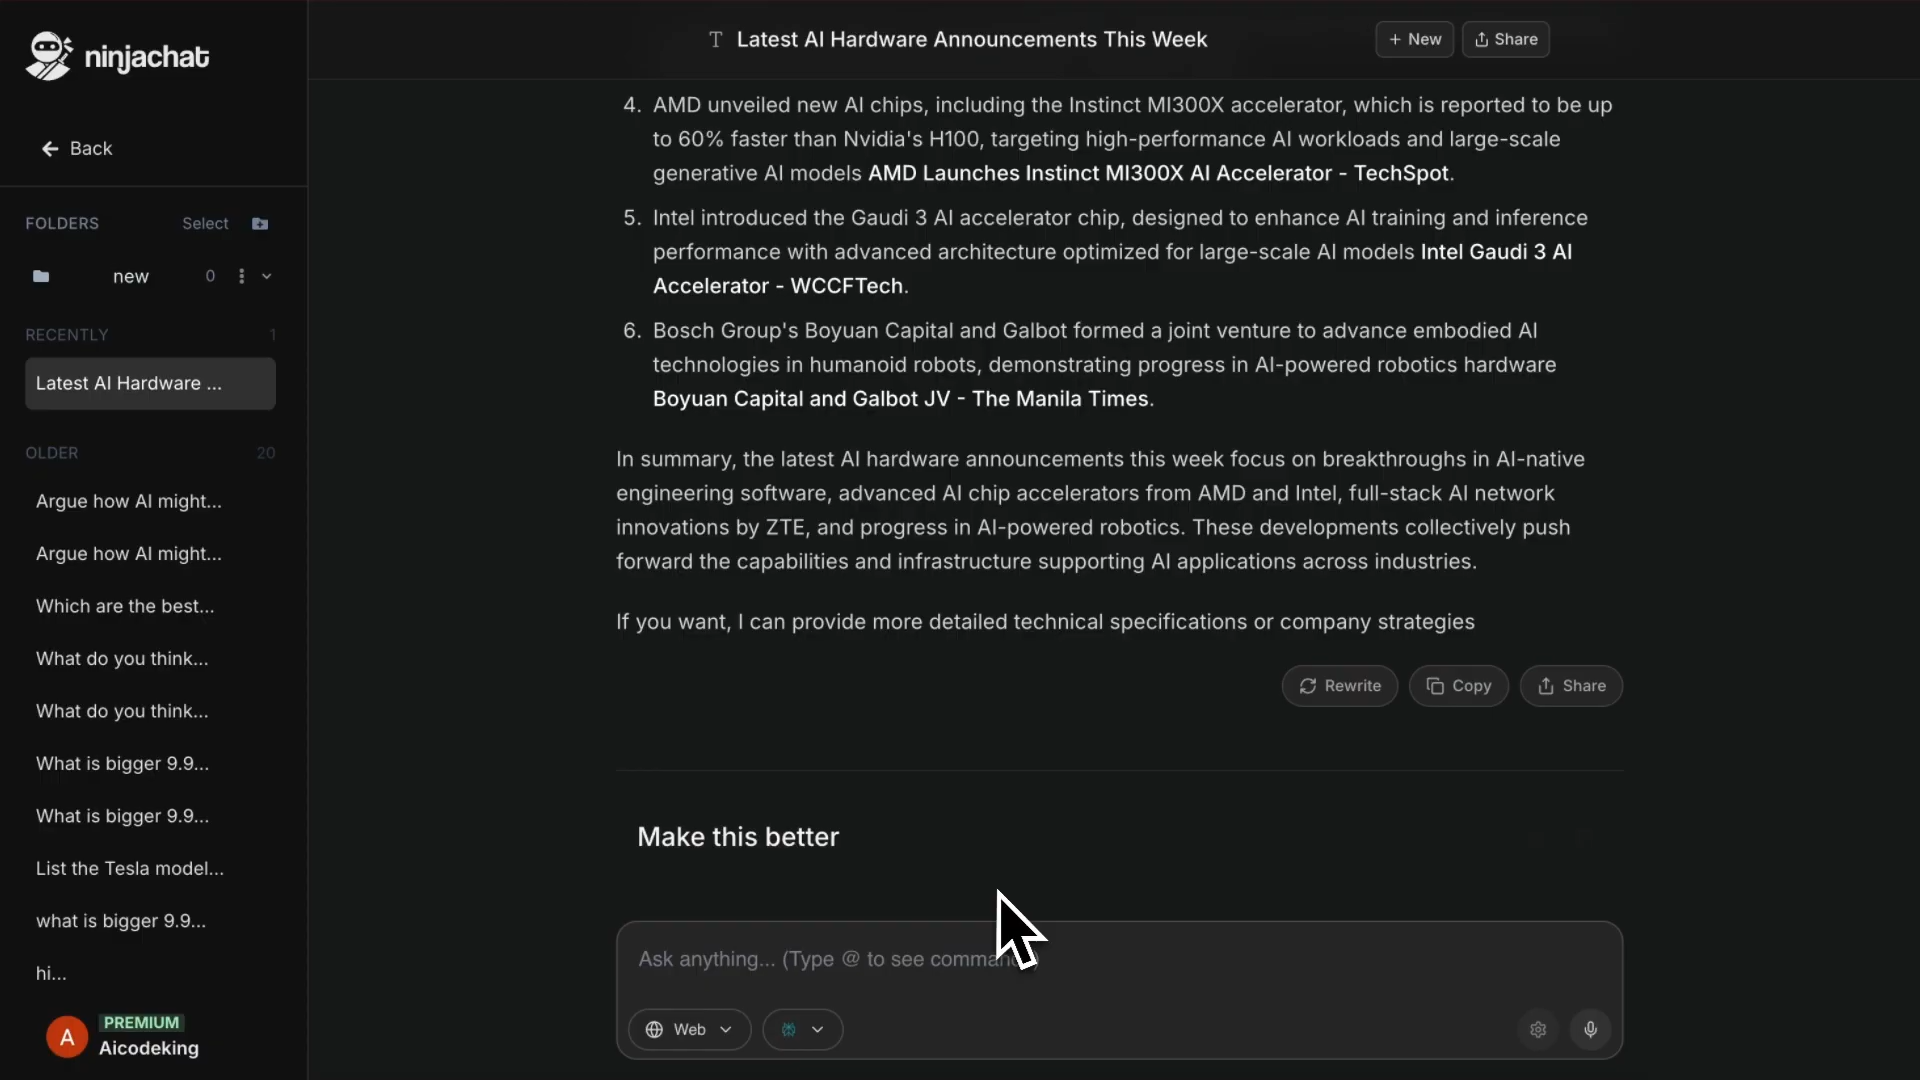 ninjachat
Back
FOLDERS
Select
new
0
RECENTLY
1
Latest AI Hardware ...
OLDER
20
Argue how AI might...
Argue how AI might...
Which are the best...
What do you think...
What do you think...
What is bigger 9.9...
What is bigger 9.9...
List the Tesla model...
what is bigger 9.9...
hi...
A
PREMIUM
Aicodeking
T Latest AI Hardware Announcements This Week
+ New
Share
4. AMD unveiled new AI chips, including the Instinct MI300X accelerator, which is reported to be up
to 60% faster than Nvidia's H100, targeting high-performance AI workloads and large-scale
generative AI models AMD Launches Instinct MI300X AI Accelerator - TechSpot.
5. Intel introduced the Gaudi 3 AI accelerator chip, designed to enhance AI training and inference
performance with advanced architecture optimized for large-scale AI models Intel Gaudi 3 AI
Accelerator - WCCFTech.
6. Bosch Group's Boyuan Capital and Galbot formed a joint venture to advance embodied AI
technologies in humanoid robots, demonstrating progress in AI-powered robotics hardware
Boyuan Capital and Galbot JV - The Manila Times.
In summary, the latest AI hardware announcements this week focus on breakthroughs in AI-native
engineering software, advanced AI chip accelerators from AMD and Intel, full-stack AI network
innovations by ZTE, and progress in AI-powered robotics. These developments collectively push
forward the capabilities and infrastructure supporting AI applications across industries.
If you want, I can provide more detailed technical specifications or company strategies
Rewrite
Copy
Share
Make this better
Ask anything... (Type @ to see comman
Web